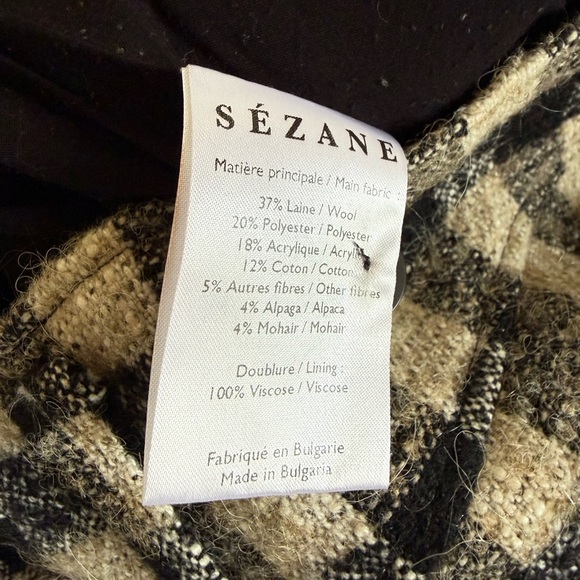 SÉZANE
Matière principale / Main fabric :
37% Laine / Wool
20% Polyester / Polyester
18% Acrylique / Acrylic
12% Coton / Cotton
5% Autres fibres / Other fibres
4% Alpaga / Alpaca
4% Mohair / Mohair
Doublure / Lining :
100% Viscose / Viscose
Fabriqué en Bulgarie
Made in Bulgaria